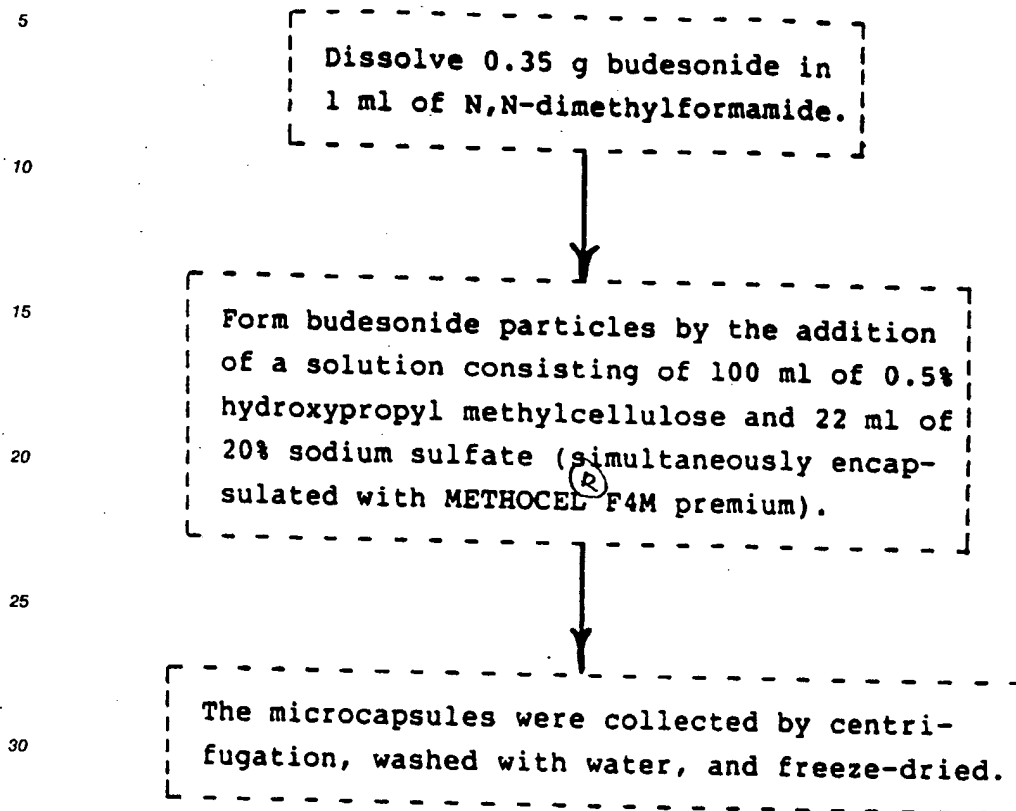 5
Dissolve 0.35 g budesonide in
1 ml of N,N-dimethylformamide.
10
15
Form budesonide particles by the addition
of a solution consisting of 100 ml of 0.5%
hydroxypropyl methylcellulose and 22 ml of
20
20% sodium sulfate (simultaneously encap-
sulated with METHOCEL® F4M premium).
25
The microcapsules were collected by centri-
30
fugation, washed with water, and freeze-dried.